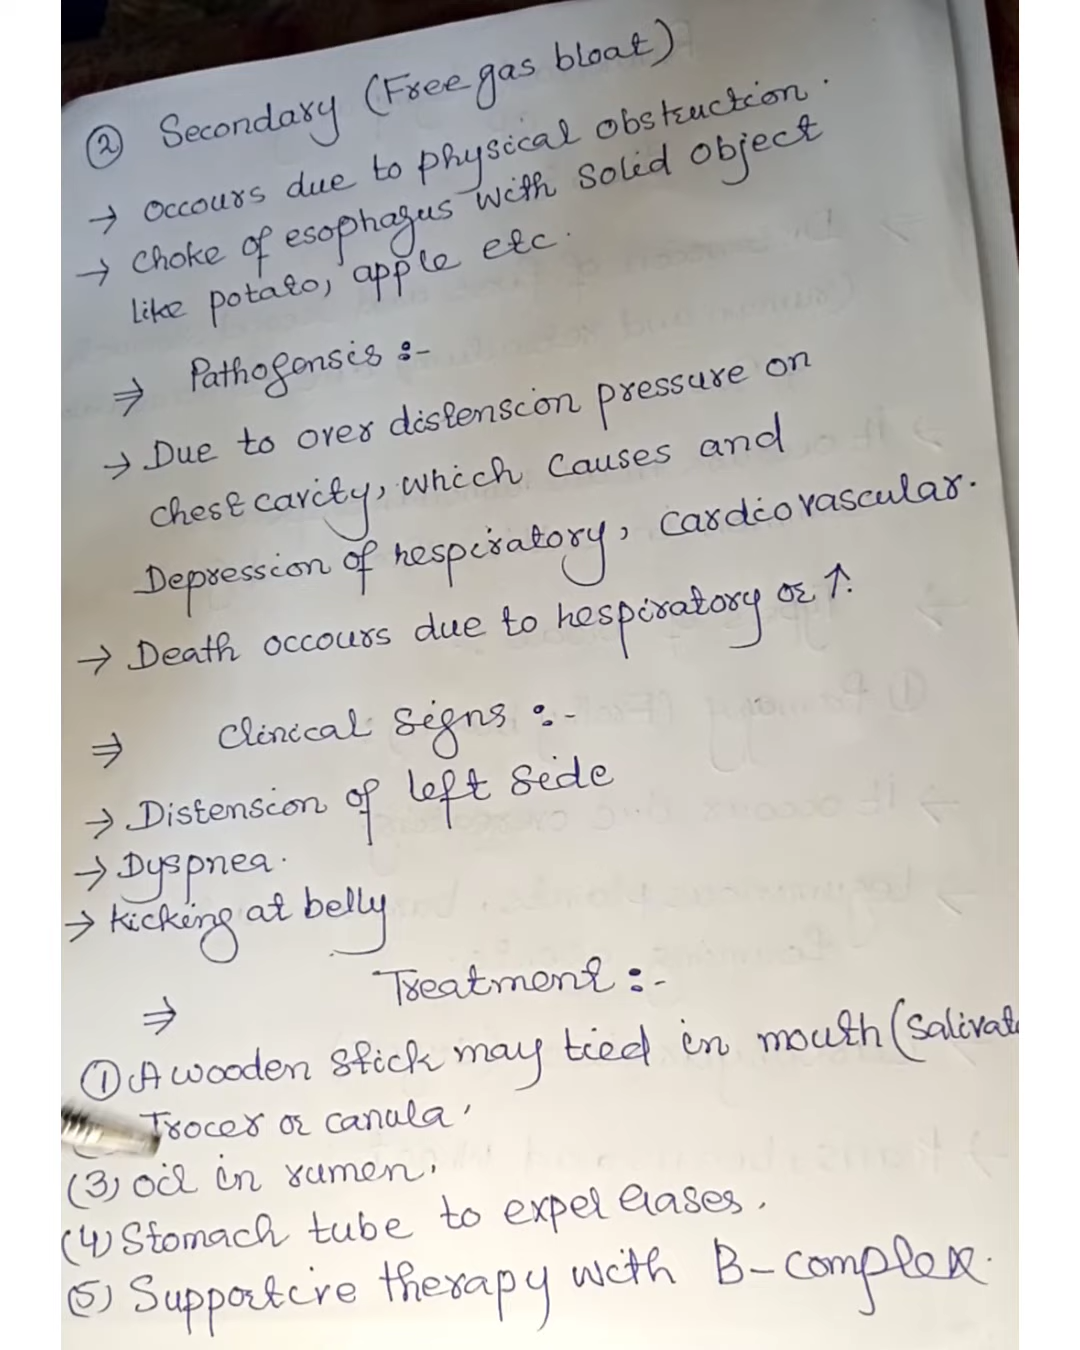 ② Secondary (Free gas bloat)
→ occours due to physical obstruction.
→ choke of esophagus with solid object
like potato, apple etc.
⇒ Pathogensis :-
→ Due to over distension pressure on
chest cavity, which causes and
Depression of respiratory, cardiovascular.
→ Death occours due to respiratory or ↑.
⇒ Clinical signs :-
→ Distension of left side
→ Dyspnea.
→ kicking at belly
⇒ Treatment :-
① A wooden stick may tied in mouth (salivat
Trocer or canula,
(3) oil in rumen,
(4) Stomach tube to expel gases.
(5) Supportive therapy with B-complex.